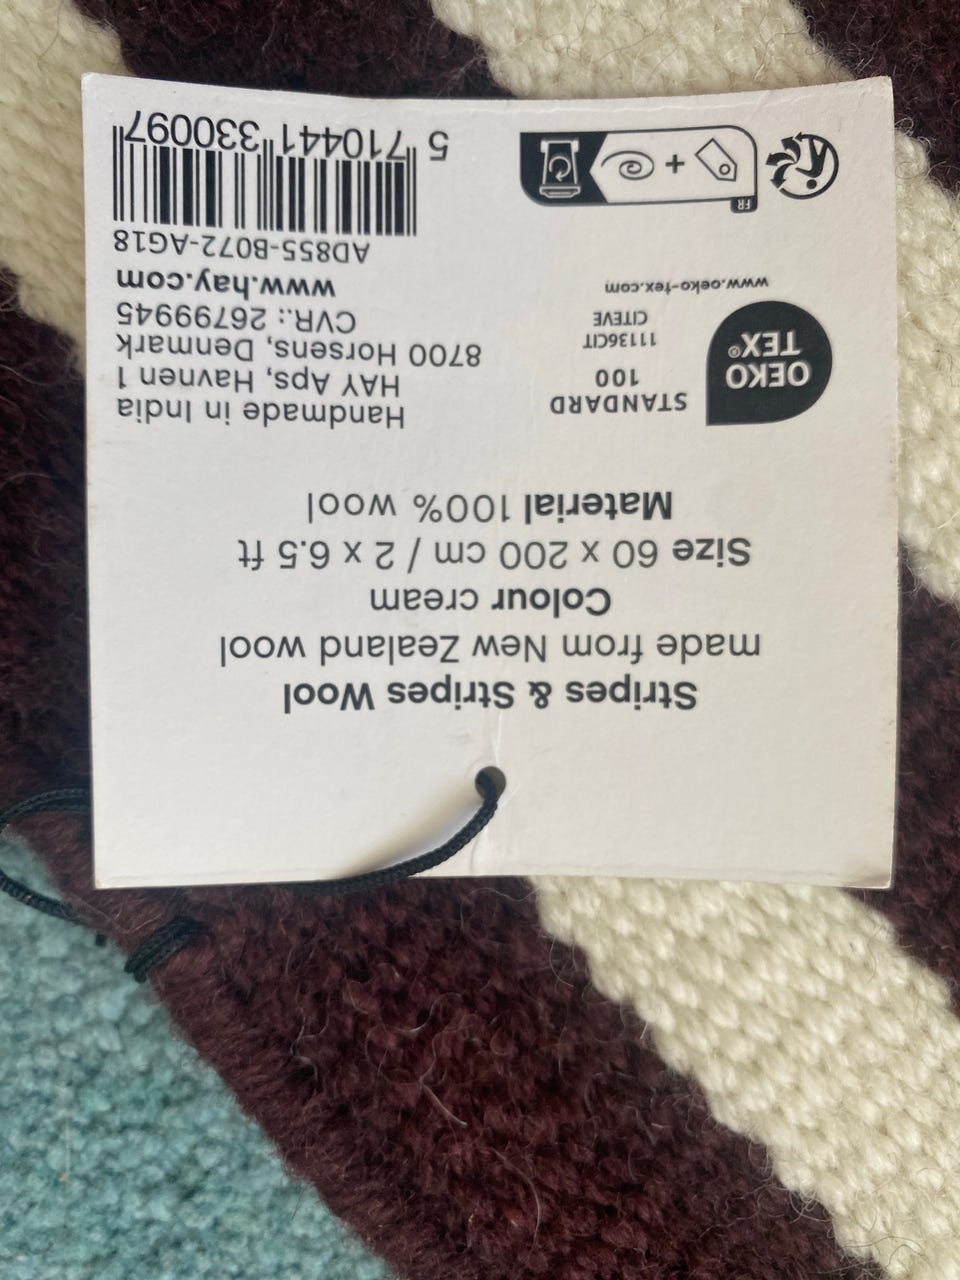 Stripes & Stripes Wool
made from New Zealand wool
Colour cream
Size 60 x 200 cm / 2 x 6.5 ft
Material 100% wool
OEKO
TEX®
STANDARD
100
11136CIT
CITEVE
www.oeko-tex.com
FR
+
Handmade in India
HAY Aps, Havnen 1
8700 Horsens, Denmark
CVR.: 26799945
www.hay.com
AD855-B072-AG18
5 710441 330097